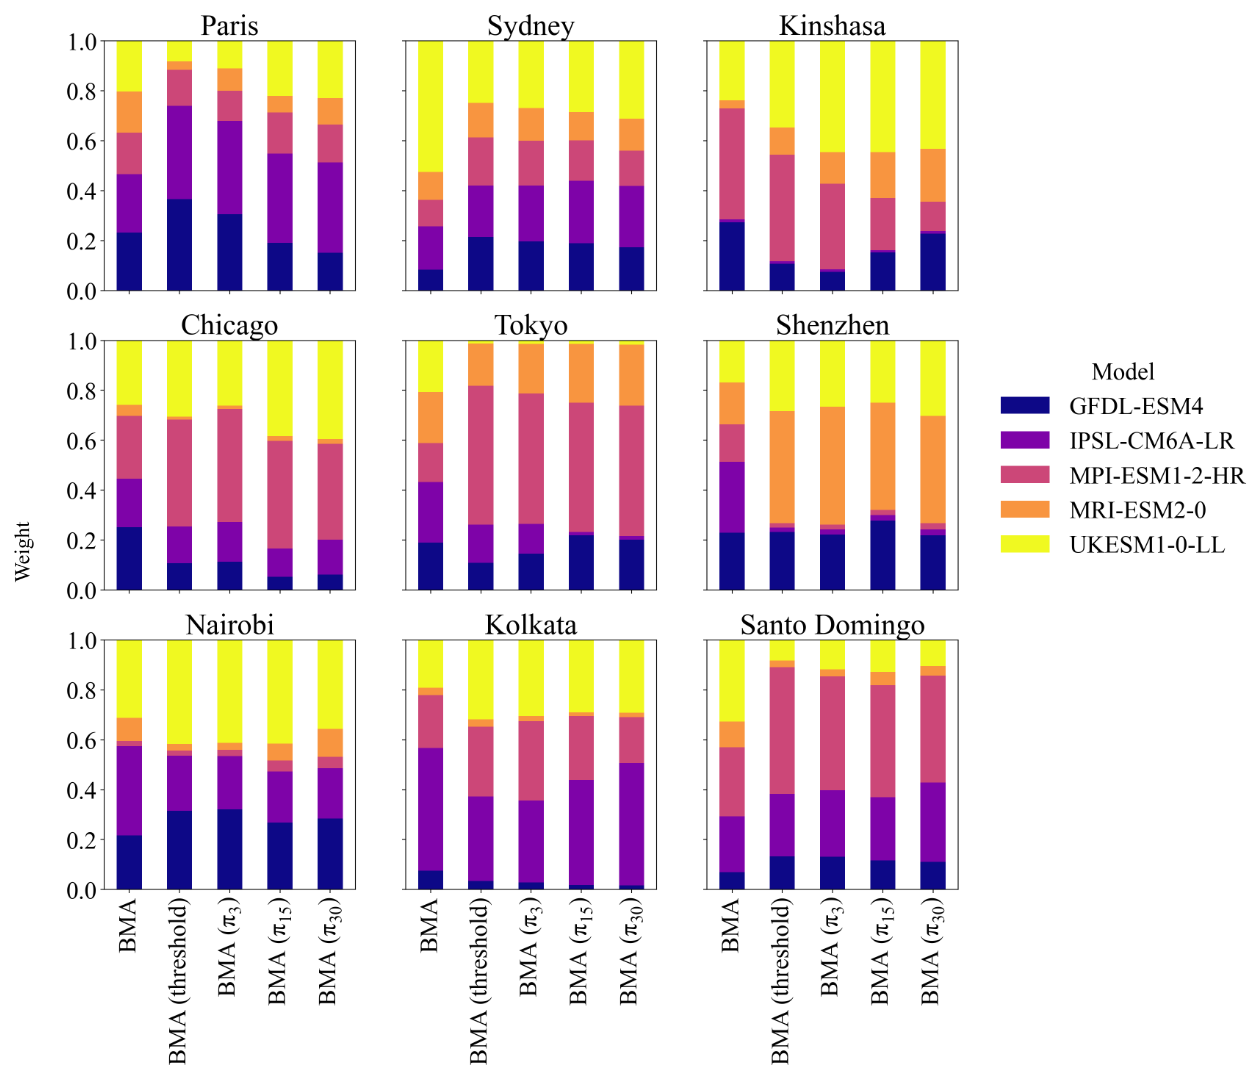 Paris Sydney Kinshasa
1.0
0.8
0.6
0.4
0.2
0.0
Chicago Tokyo Shenzhen
1.0
0.8
0.6
0.4
0.2
0.0
Weight
Nairobi Kolkata Santo Domingo
1.0
0.8
0.6
0.4
0.2
0.0
BMA
BMA (threshold)
BMA (π₃)
BMA (π₁₅)
BMA (π₃₀)
BMA
BMA (threshold)
BMA (π₃)
BMA (π₁₅)
BMA (π₃₀)
BMA
BMA (threshold)
BMA (π₃)
BMA (π₁₅)
BMA (π₃₀)
Model
GFDL-ESM4
IPSL-CM6A-LR
MPI-ESM1-2-HR
MRI-ESM2-0
UKESM1-0-LL